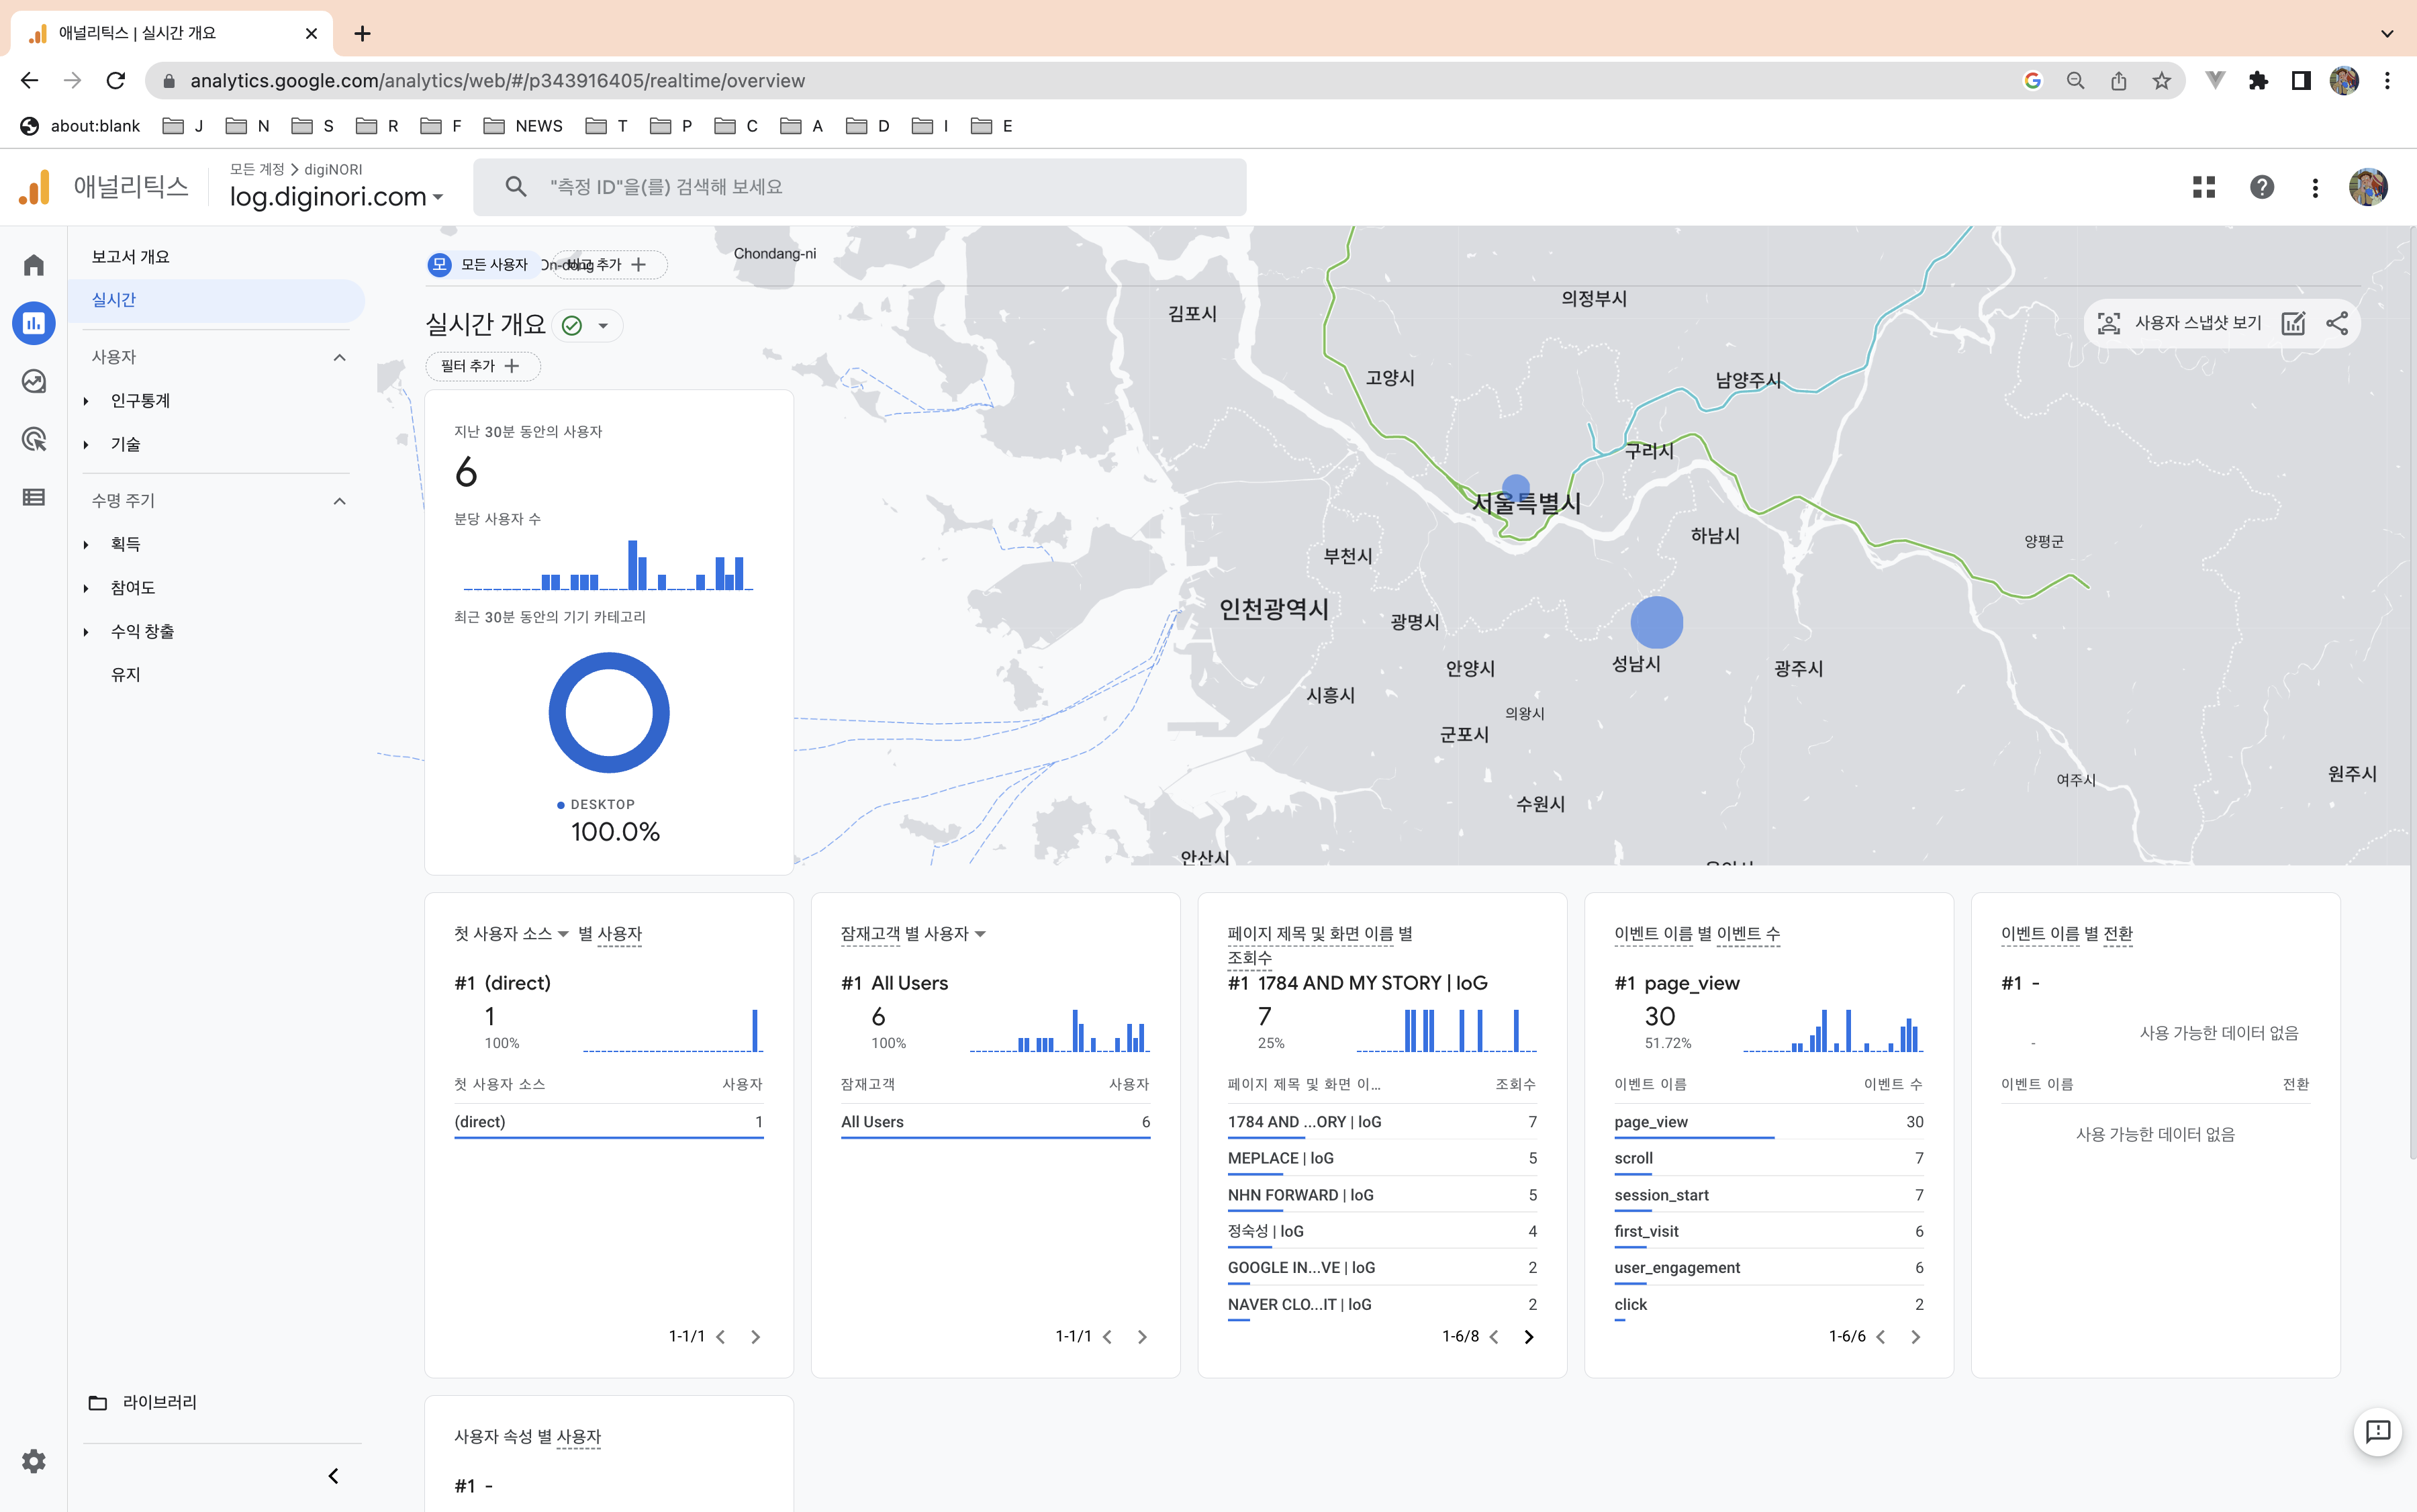 애널리틱스 | 실시간 개요
analytics.google.com/analytics/web/#/p343916405/realtime/overview
about:blank J N S R F NEWS T P C A D I E
애널리틱스
모든 계정 > digiNORI
log.diginori.com
"측정 ID"을(를) 검색해 보세요
보고서 개요
실시간
사용자
인구통계
기술
수명 주기
획득
참여도
수익 창출
유지
라이브러리
모 모든 사용자
추가
Chondang-ni
실시간 개요
필터 추가
사용자 스냅샷 보기
김포시
의정부시
고양시
남양주시
구리시
서울특별시
하남시
양평군
부천시
인천광역시
광명시
안양시
성남시
광주시
시흥시
의왕시
군포시
여주시
원주시
수원시
안산시
지난 30분 동안의 사용자
6
분당 사용자 수
최근 30분 동안의 기기 카테고리
DESKTOP
100.0%
첫 사용자 소스 별 사용자
#1 (direct)
1
100%
첫 사용자 소스 사용자
(direct) 1
1-1/1
잠재고객 별 사용자
#1 All Users
6
100%
잠재고객 사용자
All Users 6
1-1/1
페이지 제목 및 화면 이름 별
조회수
#1 1784 AND MY STORY | loG
7
25%
페이지 제목 및 화면 이... 조회수
1784 AND ...ORY | loG 7
MEPLACE | loG 5
NHN FORWARD | loG 5
정숙성 | loG 4
GOOGLE IN...VE | loG 2
NAVER CLO...IT | loG 2
1-6/8
이벤트 이름 별 이벤트 수
#1 page_view
30
51.72%
이벤트 이름 이벤트 수
page_view 30
scroll 7
session_start 7
first_visit 6
user_engagement 6
click 2
1-6/6
이벤트 이름 별 전환
#1 -
-
사용 가능한 데이터 없음
이벤트 이름 전환
사용 가능한 데이터 없음
사용자 속성 별 사용자
#1 -